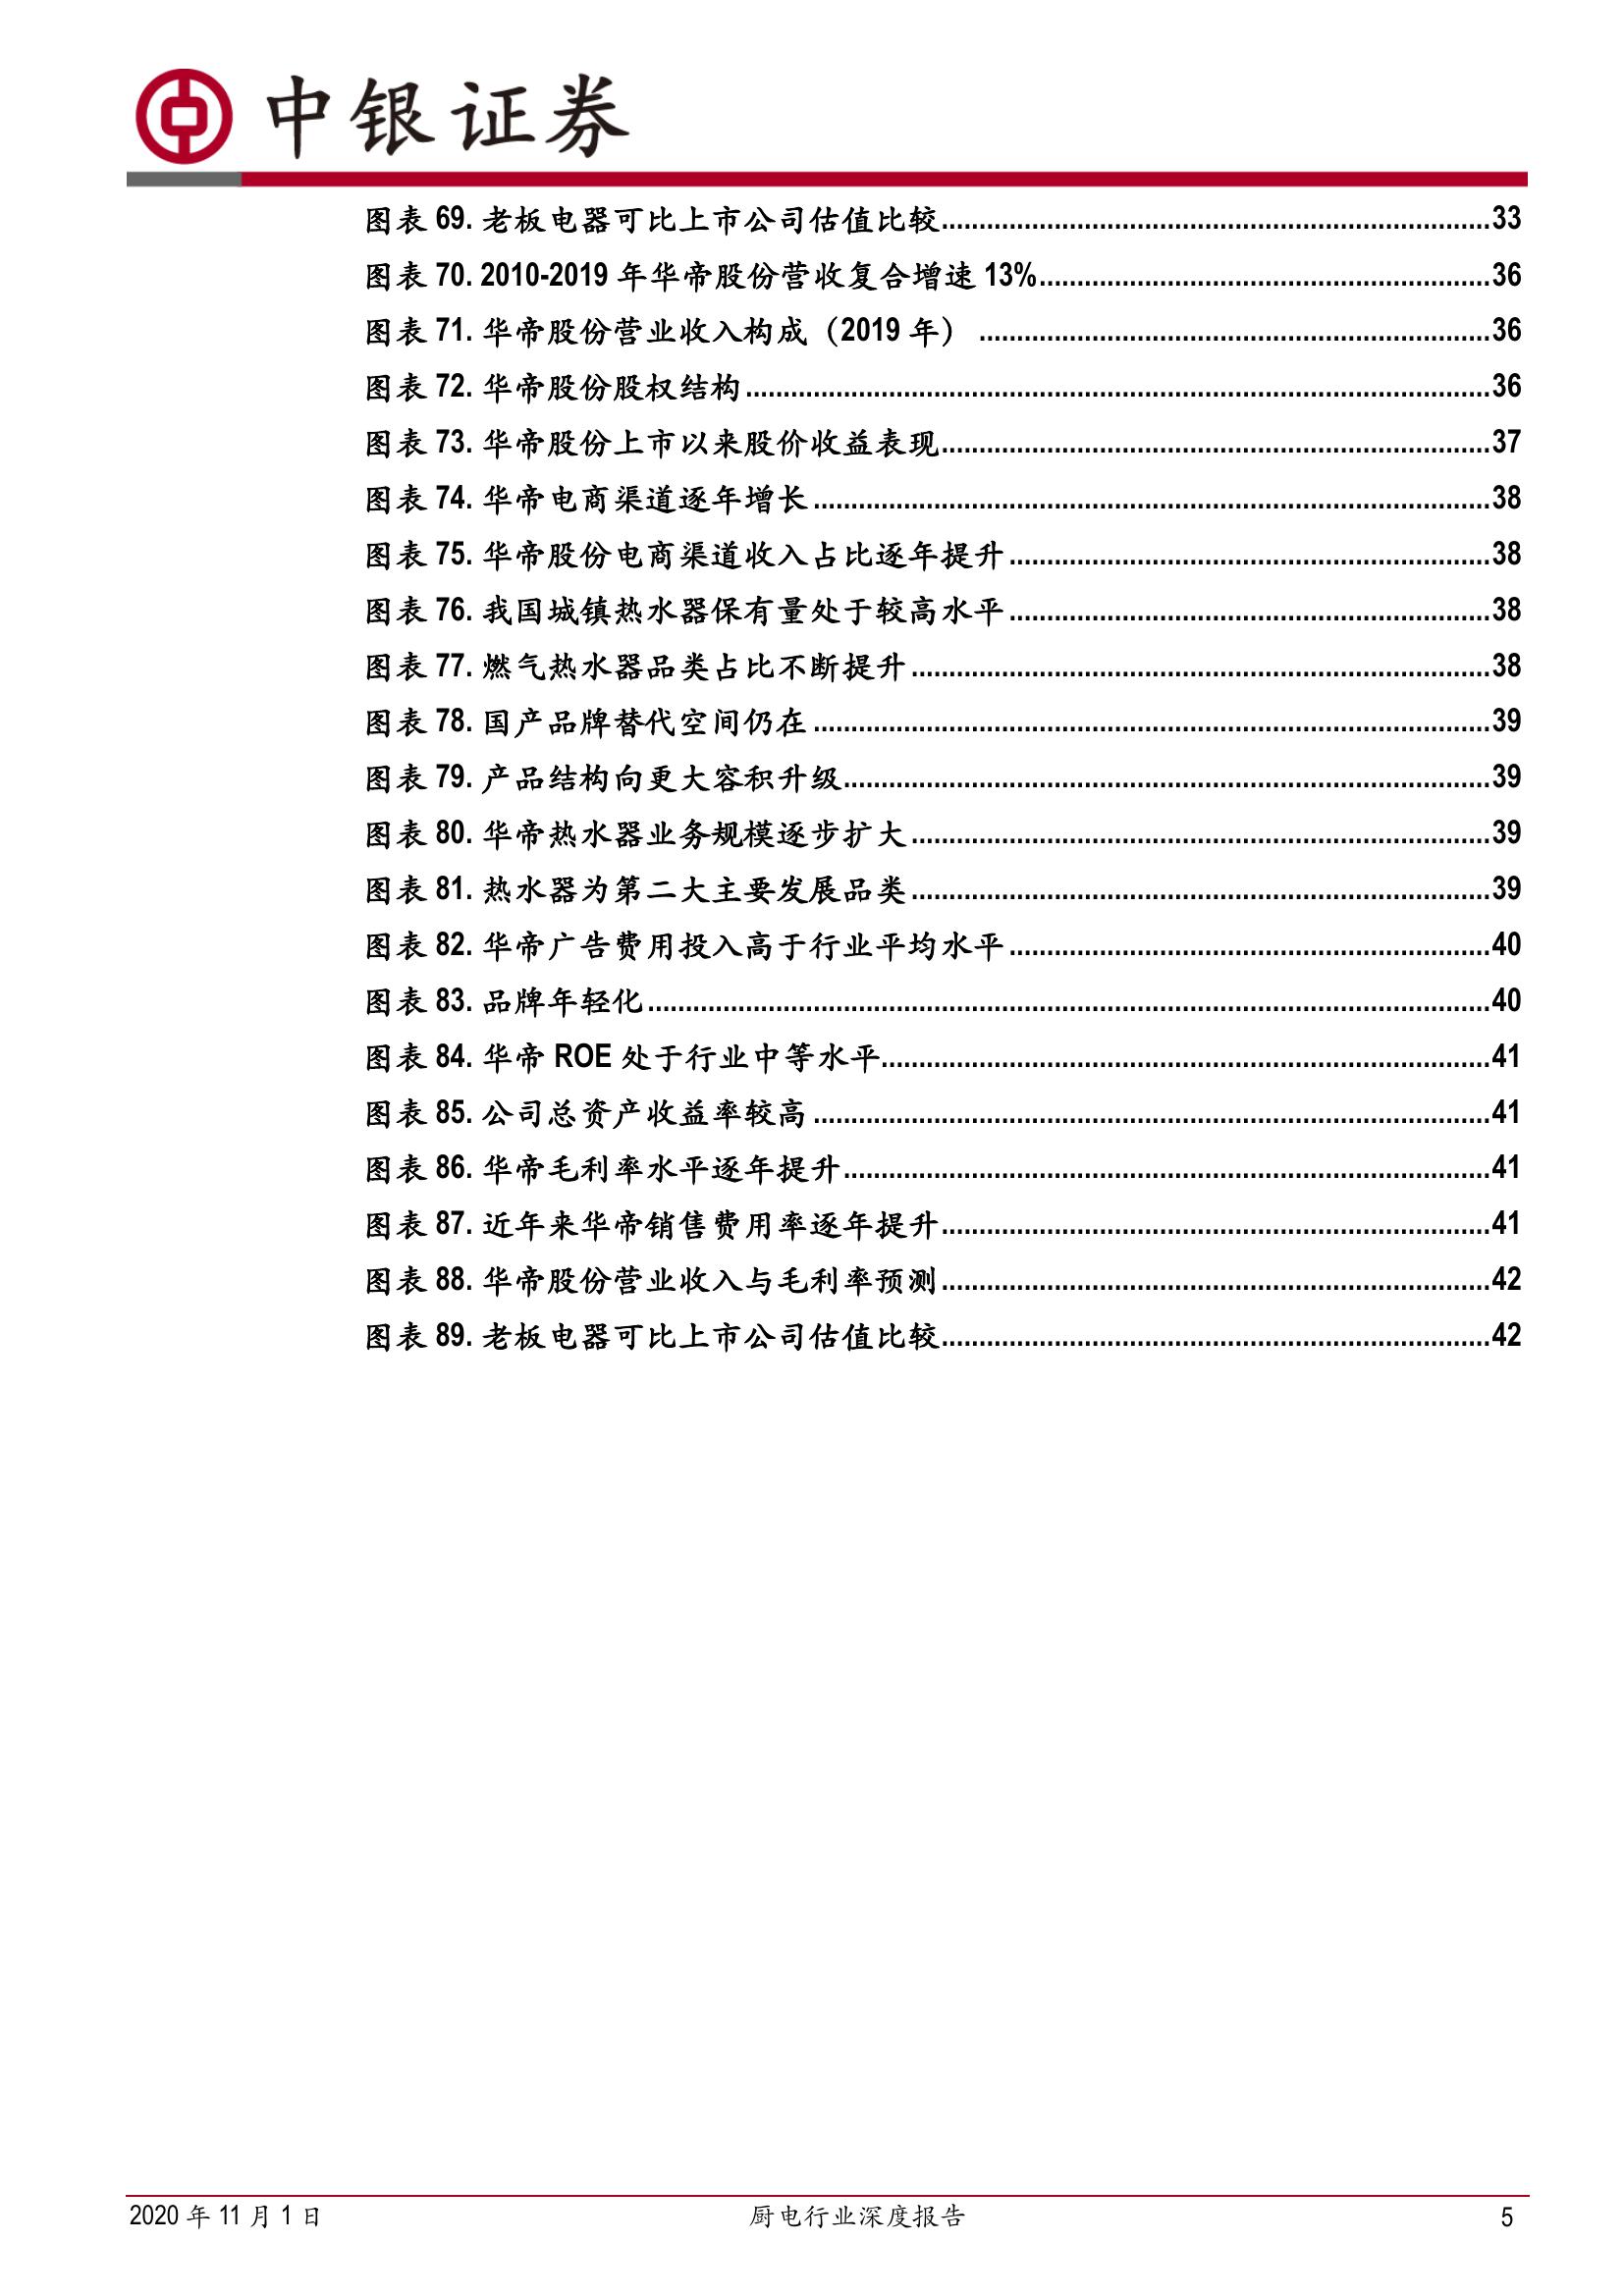 中银证券
图表 69. 老板电器可比上市公司估值比较........................33
图表 70. 2010-2019 年华帝股份营收复合增速 13%........................36
图表 71. 华帝股份营业收入构成（2019 年）........................36
图表 72. 华帝股份股权结构........................36
图表 73. 华帝股份上市以来股价收益表现........................37
图表 74. 华帝电商渠道逐年增长........................38
图表 75. 华帝股份电商渠道收入占比逐年提升........................38
图表 76. 我国城镇热水器保有量处于较高水平........................38
图表 77. 燃气热水器品类占比不断提升........................38
图表 78. 国产品牌替代空间仍在........................39
图表 79. 产品结构向更大容积升级........................39
图表 80. 华帝热水器业务规模逐步扩大........................39
图表 81. 热水器为第二大主要发展品类........................39
图表 82. 华帝广告费用投入高于行业平均水平........................40
图表 83. 品牌年轻化........................40
图表 84. 华帝 ROE 处于行业中等水平........................41
图表 85. 公司总资产收益率较高........................41
图表 86. 华帝毛利率水平逐年提升........................41
图表 87. 近年来华帝销售费用率逐年提升........................41
图表 88. 华帝股份营业收入与毛利率预测........................42
图表 89. 老板电器可比上市公司估值比较........................42
2020 年 11 月 1 日 厨电行业深度报告 5